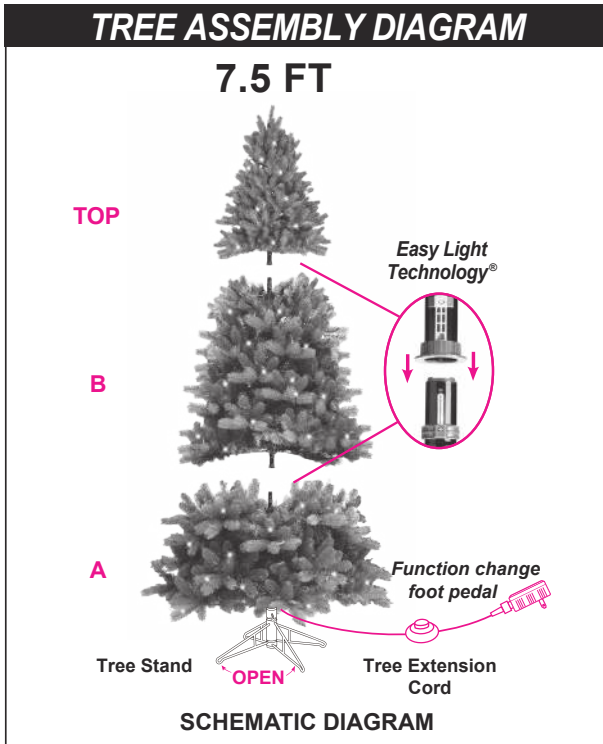 TREE ASSEMBLY DIAGRAM
7.5 FT
TOP
Easy Light
Technology®
B
A
Function change
foot pedal
Tree Stand
OPEN
Tree Extension
Cord
SCHEMATIC DIAGRAM